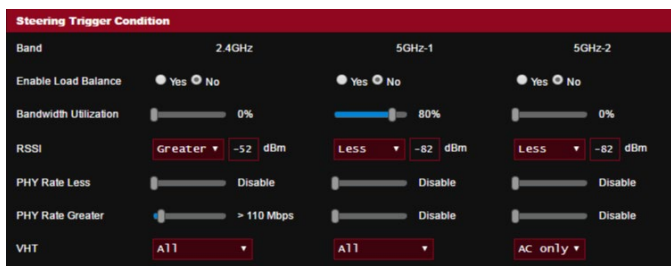 Steering Trigger Condition
Band 2.4GHz 5GHz-1 5GHz-2
Enable Load Balance Yes No Yes No Yes No
Bandwidth Utilization 0% 80% 0%
RSSI Greater -52 dBm Less -82 dBm Less -82 dBm
PHY Rate Less Disable Disable Disable
PHY Rate Greater > 110 Mbps Disable Disable
VHT All All AC only